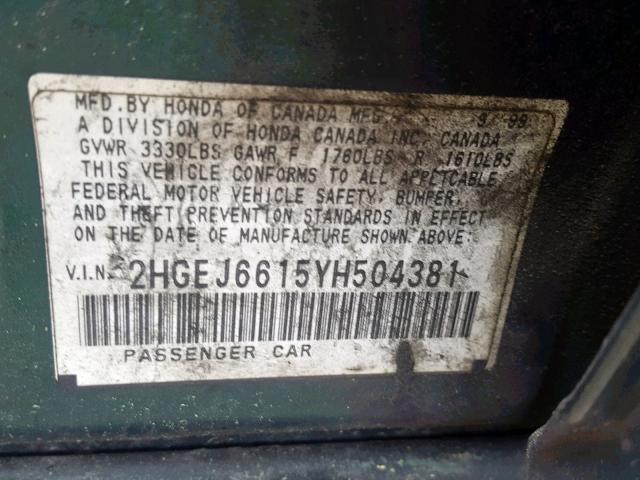 MFD.BY HONDA OF CANADA MFG. 9/99
A DIVISION OF HONDA CANADA INC. CANADA
GVWR 3330LBS GAWR F 1760LBS R 1610LBS
THIS VEHICLE CONFORMS TO ALL APPLICABLE
FEDERAL MOTOR VEHICLE SAFETY, BUMPER,
AND THEFT PREVENTION STANDARDS IN EFFECT
ON THE DATE OF MANUFACTURE SHOWN ABOVE.
V.I.N. 2HGEJ6615YH504381
PASSENGER CAR